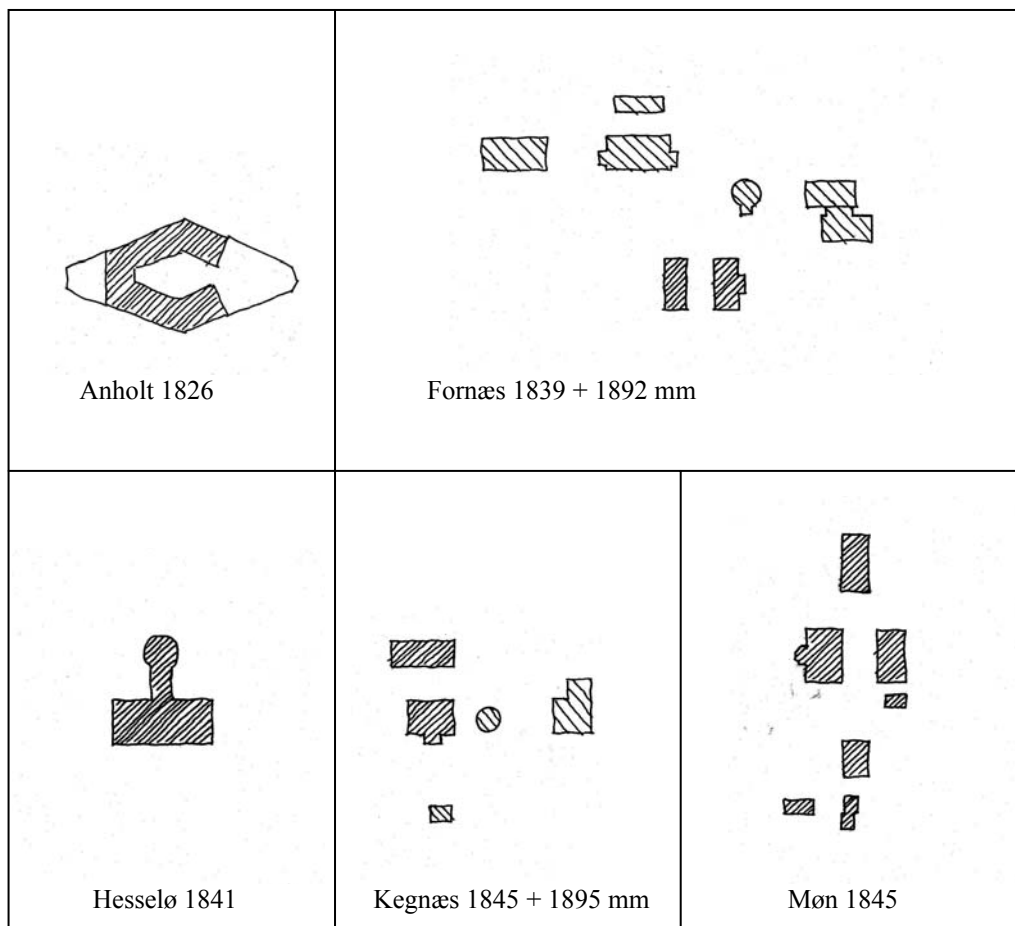 Anholt 1826
Fornæs 1839 + 1892 mm
Hesselø 1841
Kegnæs 1845 + 1895 mm
Møn 1845